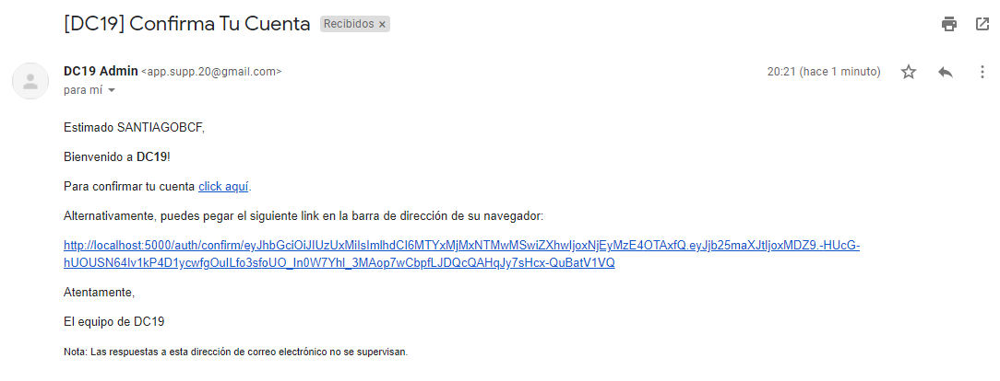 [DC19] Confirma Tu Cuenta Recibidos ×
DC19 Admin <app.supp.20@gmail.com> 20:21 (hace 1 minuto)
para mí
Estimado SANTIAGOBCF,
Bienvenido a DC19!
Para confirmar tu cuenta click aquí.
Alternativamente, puedes pegar el siguiente link en la barra de dirección de su navegador:
http://localhost:5000/auth/confirm/eyJhbGciOiJIUzUxMiIsImlhdCI6MTYxMjMxNTMwMSwiZXhwIjoxNjEyMzE4OTAxfQ.eyJjb25maXJtIjoxMDZ9.-HUcG-
hUOUSN64Iv1kP4D1ycwfgOuILfo3sfoUO_In0W7YhI_3MAop7wCbpfLJDQcQAHqJy7sHcx-QuBatV1VQ
Atentamente,
El equipo de DC19
Nota: Las respuestas a esta dirección de correo electrónico no se supervisan.